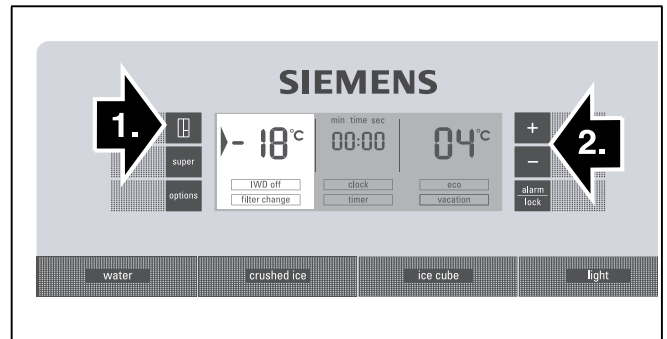 SIEMENS
1.
super
options
- 18°C
IWD off
filter change
min time sec
00:00
clock
timer
04°C
eco
vacation
+
-
alarm
lock
2.
water
crushed ice
ice cube
light